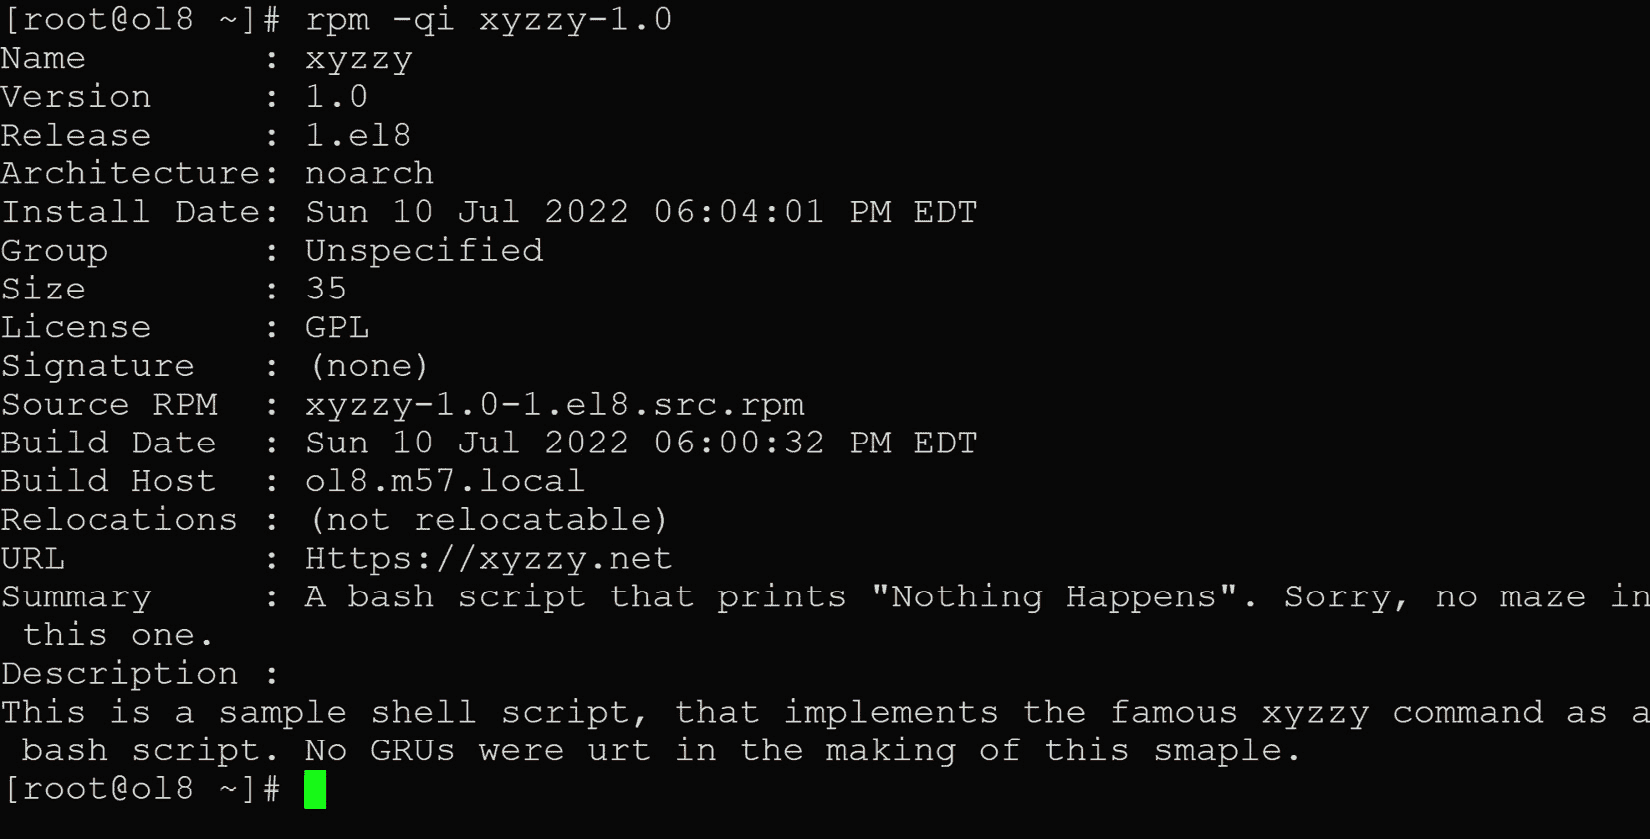 [root@ol8 ~]# rpm -qi xyzzy-1.0
Name        : xyzzy
Version     : 1.0
Release     : 1.el8
Architecture: noarch
Install Date: Sun 10 Jul 2022 06:04:01 PM EDT
Group       : Unspecified
Size        : 35
License     : GPL
Signature   : (none)
Source RPM  : xyzzy-1.0-1.el8.src.rpm
Build Date  : Sun 10 Jul 2022 06:00:32 PM EDT
Build Host  : ol8.m57.local
Relocations : (not relocatable)
URL         : Https://xyzzy.net
Summary     : A bash script that prints "Nothing Happens". Sorry, no maze in
 this one.
Description :
This is a sample shell script, that implements the famous xyzzy command as a
 bash script. No GRUs were urt in the making of this smaple.
[root@ol8 ~]#